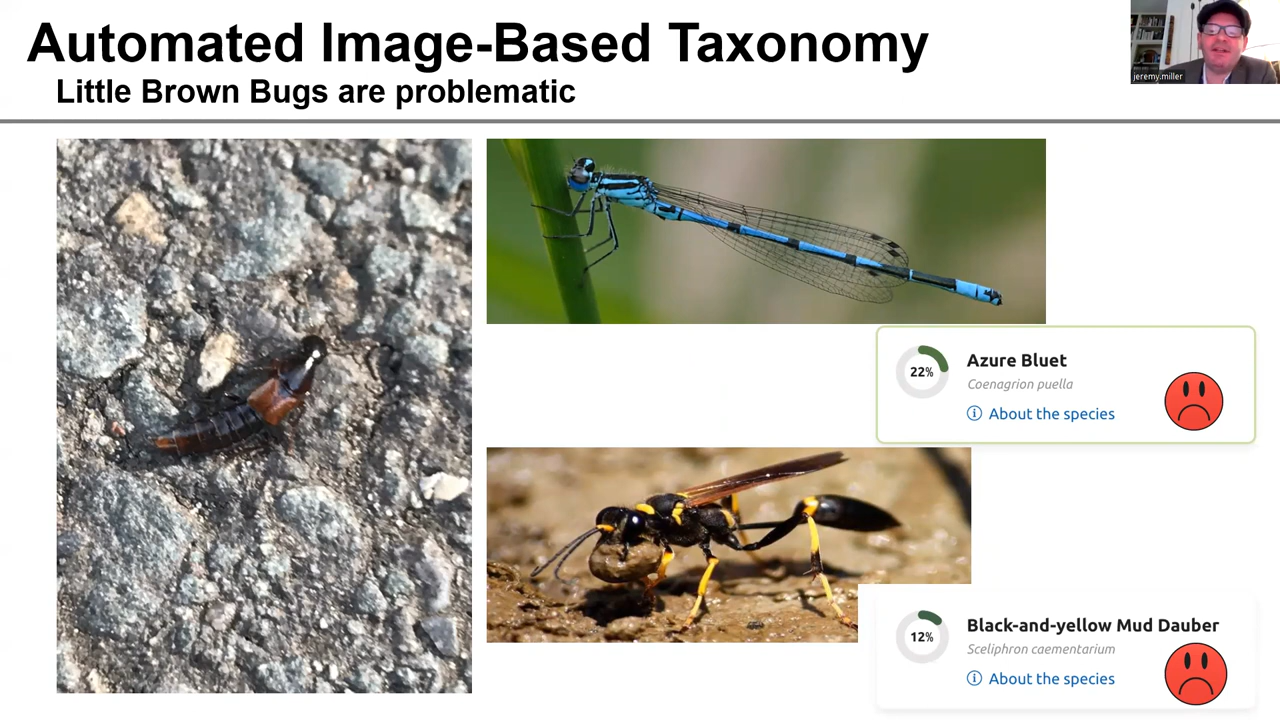 Automated Image-Based Taxonomy
Little Brown Bugs are problematic
jeremy.miller
22%
Azure Bluet
Coenagrion puella
About the species
12%
Black-and-yellow Mud Dauber
Sceliphron caementarium
About the species